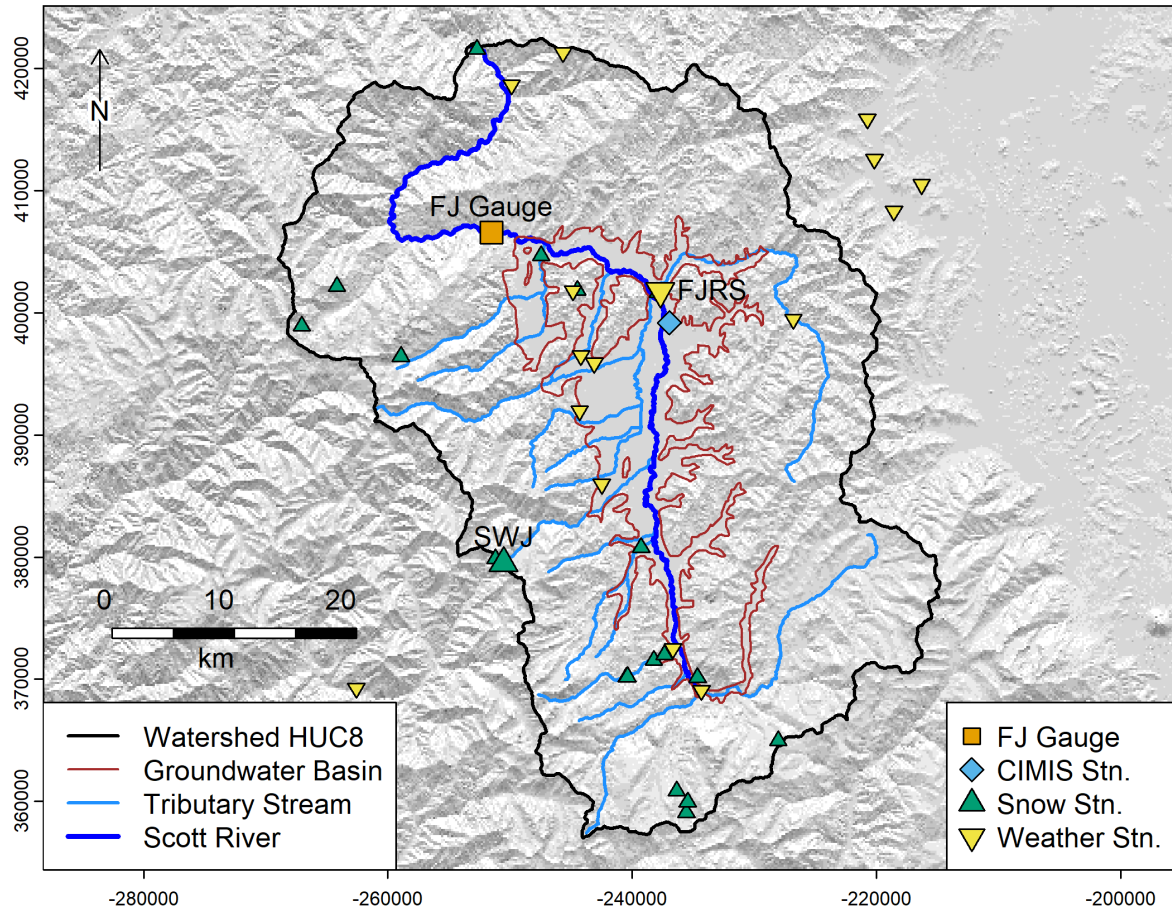 420000
410000
400000
390000
380000
370000
360000
N
FJ Gauge
FJRS
SWJ
0 10 20
km
Watershed HUC8
Groundwater Basin
Tributary Stream
Scott River
FJ Gauge
CIMIS Stn.
Snow Stn.
Weather Stn.
-280000 -260000 -240000 -220000 -200000